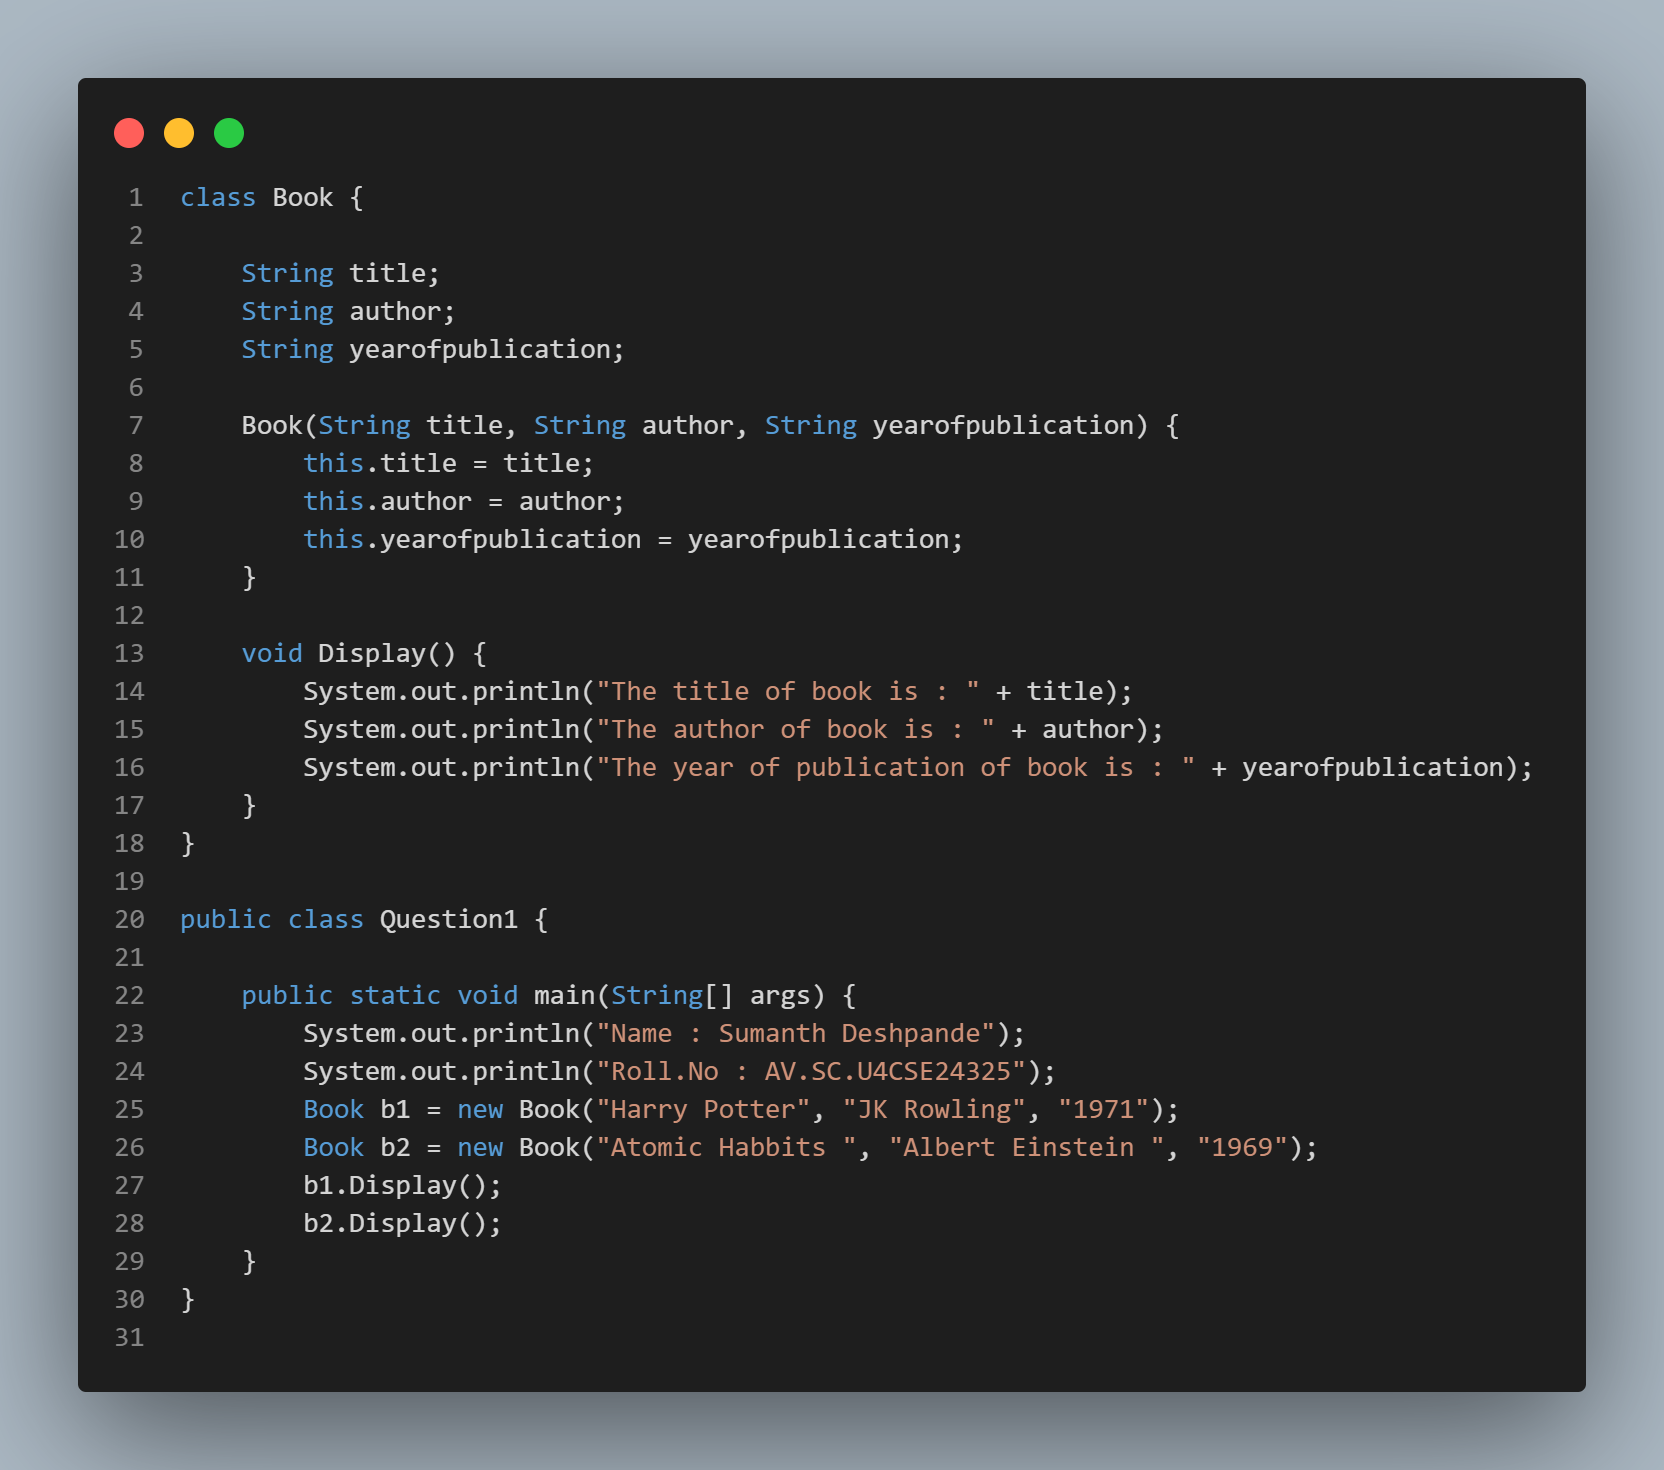 1 class Book {
2
3     String title;
4     String author;
5     String yearofpublication;
6
7     Book(String title, String author, String yearofpublication) {
8         this.title = title;
9         this.author = author;
10         this.yearofpublication = yearofpublication;
11     }
12
13     void Display() {
14         System.out.println("The title of book is : " + title);
15         System.out.println("The author of book is : " + author);
16         System.out.println("The year of publication of book is : " + yearofpublication);
17     }
18 }
19
20 public class Question1 {
21
22     public static void main(String[] args) {
23         System.out.println("Name : Sumanth Deshpande");
24         System.out.println("Roll.No : AV.SC.U4CSE24325");
25         Book b1 = new Book("Harry Potter", "JK Rowling", "1971");
26         Book b2 = new Book("Atomic Habbits ", "Albert Einstein ", "1969");
27         b1.Display();
28         b2.Display();
29     }
30 }
31